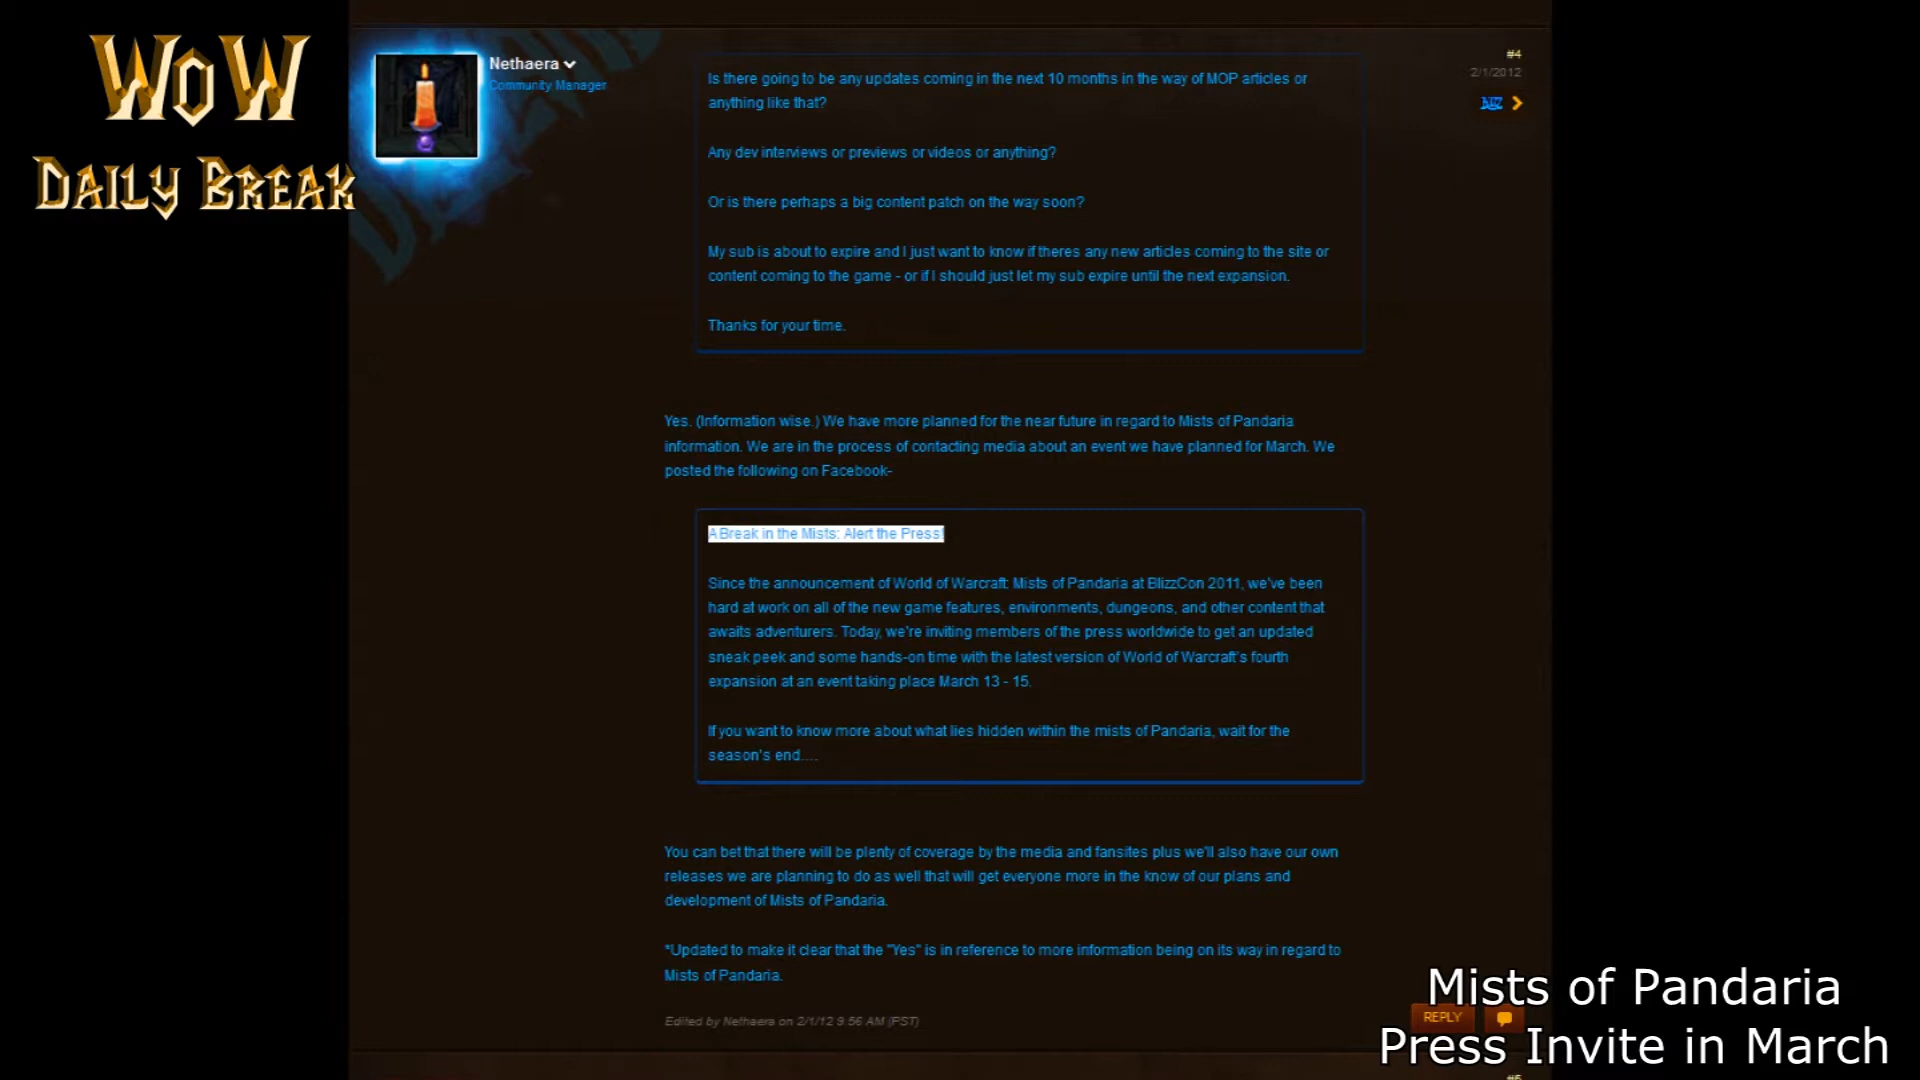 WoW
Daily Break
Nethaera
Community Manager
#4
2/1/2012
Is there going to be any updates coming in the next 10 months in the way of MOP articles or
anything like that?
Any dev interviews or previews or videos or anything?
Or is there perhaps a big content patch on the way soon?
My sub is about to expire and I just want to know if theres any new articles coming to the site or
content coming to the game - or if I should just let my sub expire until the next expansion.
Thanks for your time.
Yes. (Information wise.) We have more planned for the near future in regard to Mists of Pandaria
information. We are in the process of contacting media about an event we have planned for March. We
posted the following on Facebook-
A Break in the Mists: Alert the Press!
Since the announcement of World of Warcraft: Mists of Pandaria at BlizzCon 2011, we've been
hard at work on all of the new game features, environments, dungeons, and other content that
awaits adventurers. Today, we're inviting members of the press worldwide to get an updated
sneak peek and some hands-on time with the latest version of World of Warcraft's fourth
expansion at an event taking place March 13 - 15.
If you want to know more about what lies hidden within the mists of Pandaria, wait for the
season's end....
You can bet that there will be plenty of coverage by the media and fansites plus we'll also have our own
releases we are planning to do as well that will get everyone more in the know of our plans and
development of Mists of Pandaria.
*Updated to make it clear that the "Yes" is in reference to more information being on its way in regard to
Mists of Pandaria.
Edited by Nethaera on 2/1/12 9:56 AM (PST)
REPLY
Mists of Pandaria
Press Invite in March